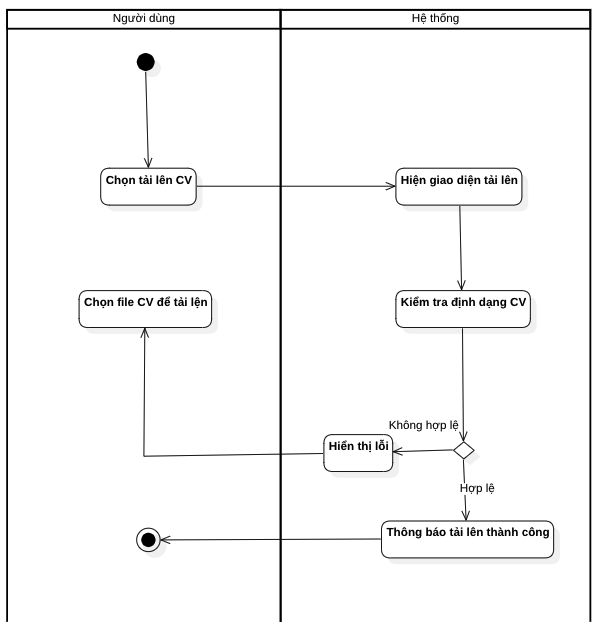 Người dùng
Hệ thống
Chọn tải lên CV
Hiện giao diện tải lên
Chọn file CV để tải lện
Kiểm tra định dạng CV
Không hợp lệ
Hiển thị lỗi
Hợp lệ
Thông báo tải lên thành công